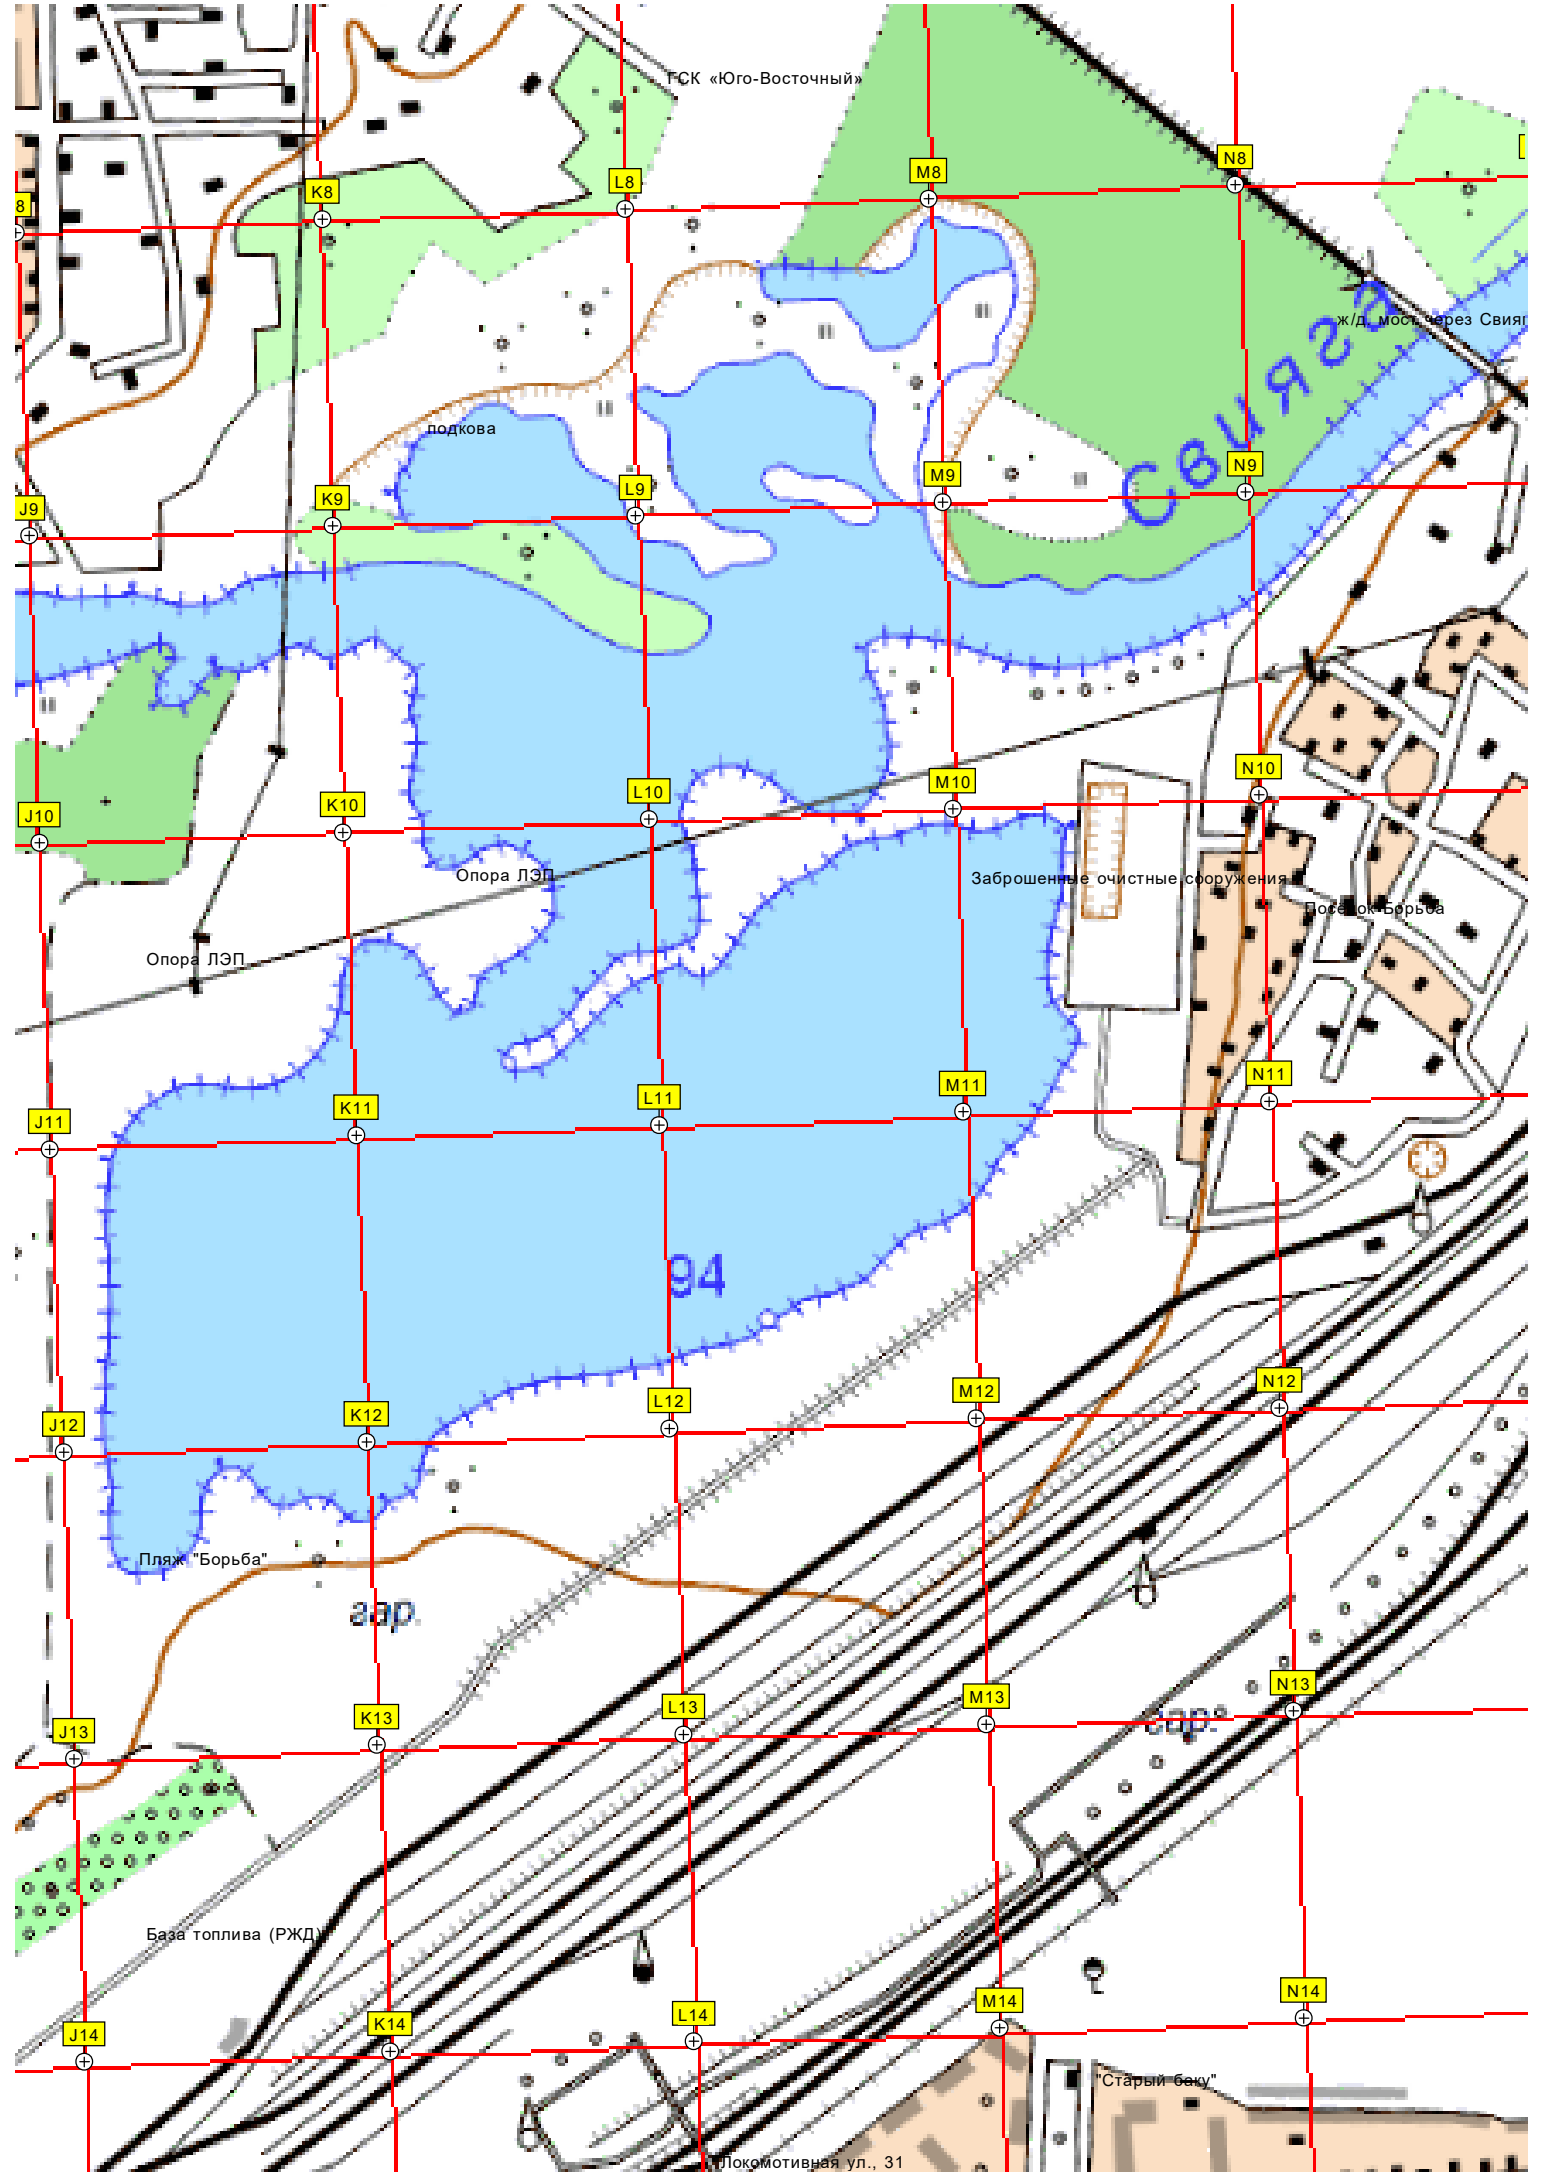 ГСК «Юго-Восточный»
M8
N8
L8
K8
8
Свияга
ж/д. мост через Свияг
подкова
N9
M9
L9
K9
J9
N10
M10
L10
K10
J10
Опора ЛЭП
Заброшенные очистные сооружения
Поселок Борьба
Опора ЛЭП
N11
M11
L11
K11
J11
94
N12
M12
L12
K12
J12
Пляж "Борьба"
N13
M13
L13
K13
J13
База топлива (РЖД)
N14
M14
L14
K14
J14
"Старый баку"
Локомотивная ул., 31